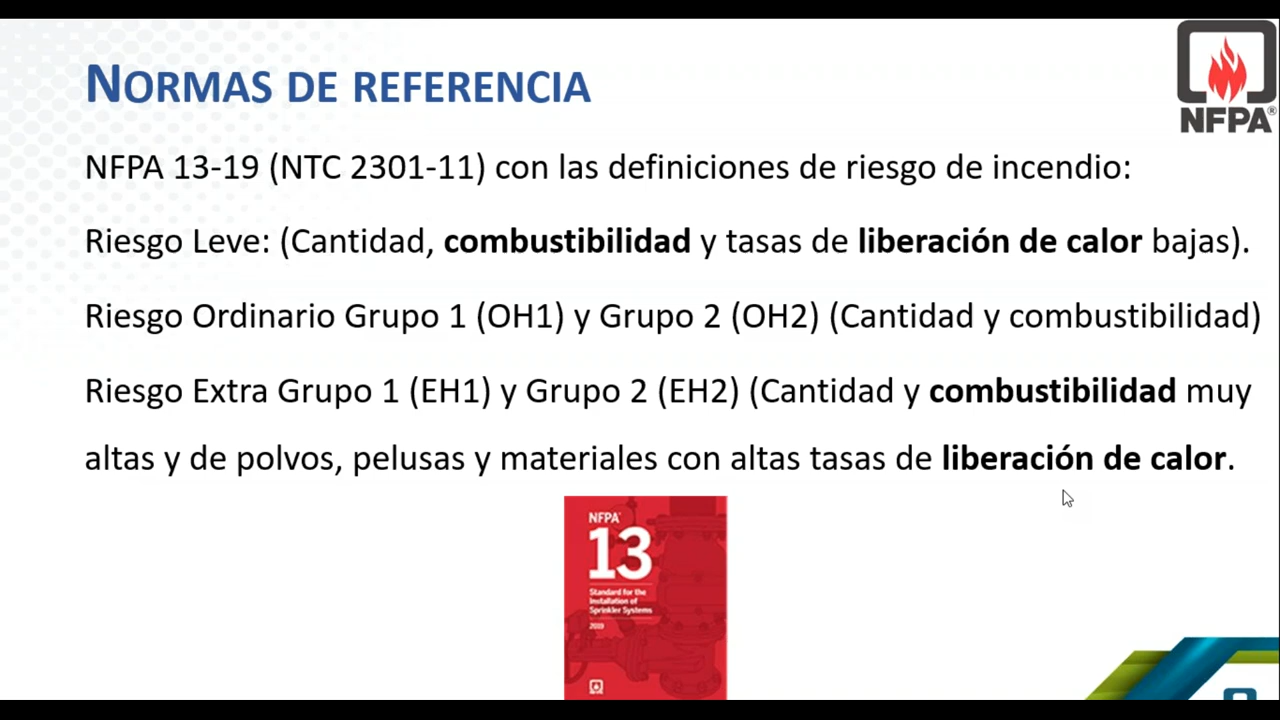 NORMAS DE REFERENCIA
NFPA®
NFPA 13-19 (NTC 2301-11) con las definiciones de riesgo de incendio:
Riesgo Leve: (Cantidad, combustibilidad y tasas de liberación de calor bajas).
Riesgo Ordinario Grupo 1 (OH1) y Grupo 2 (OH2) (Cantidad y combustibilidad)
Riesgo Extra Grupo 1 (EH1) y Grupo 2 (EH2) (Cantidad y combustibilidad muy
altas y de polvos, pelusas y materiales con altas tasas de liberación de calor.
NFPA®
13
Standard for the
Installation of
Sprinkler Systems
2019